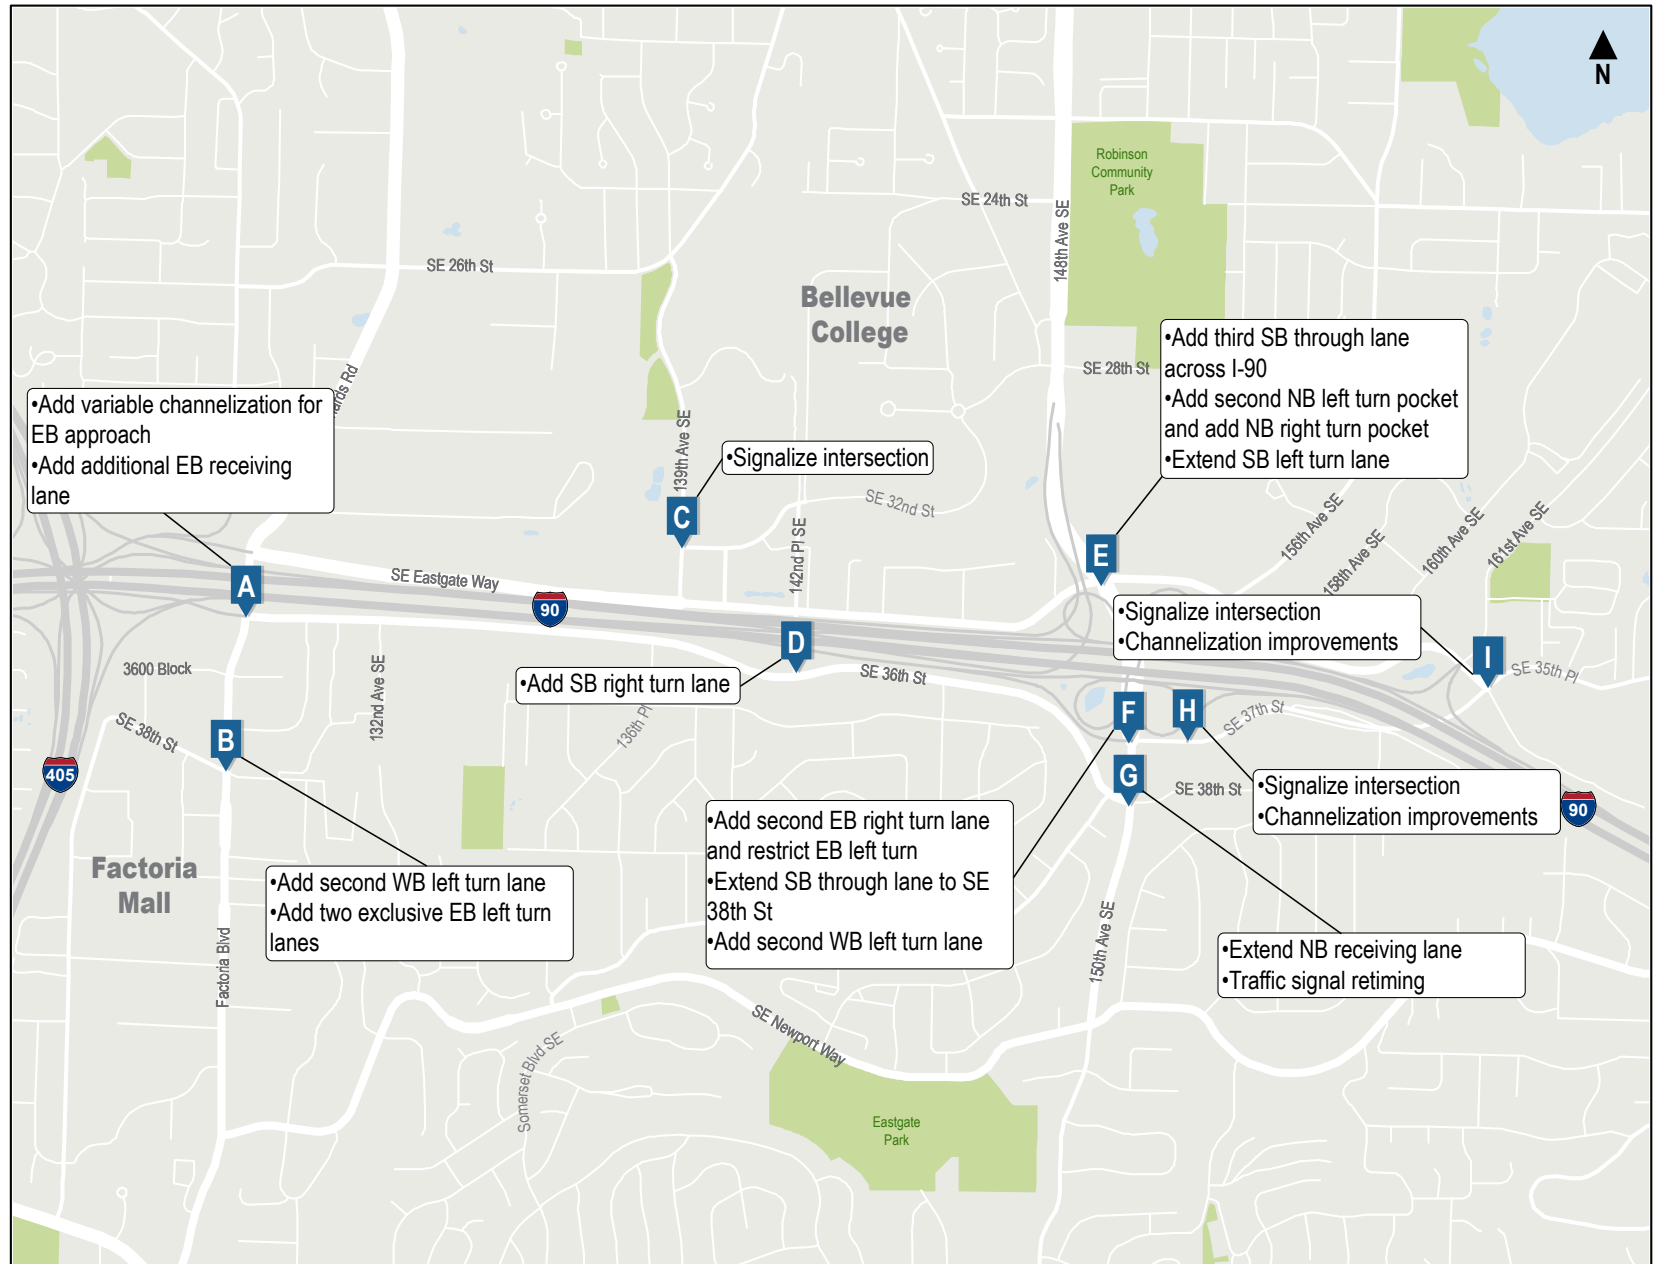 N
Robinson
Community
Park
SE 24th St
148th Ave SE
SE 26th St
Bellevue
College
SE 28th St
•Add third SB through lane
across I-90
•Add second NB left turn pocket
and add NB right turn pocket
•Extend SB left turn lane
ards Rd
•Add variable channelization for
EB approach
•Add additional EB receiving
lane
139th Ave SE
•Signalize intersection
SE 32nd St
C
142nd Pl SE
E
156th Ave SE
158th Ave SE
160th Ave SE
161st Ave SE
A
SE Eastgate Way
90
•Signalize intersection
•Channelization improvements
D
I
SE 35th Pl
3600 Block
132nd Ave SE
•Add SB right turn lane
SE 36th St
136th Pl
F
H
SE 37th St
SE 38th St
B
405
G
SE 38th St
•Signalize intersection
•Channelization improvements
90
Factoria
Mall
•Add second WB left turn lane
•Add two exclusive EB left turn
lanes
•Add second EB right turn lane
and restrict EB left turn
•Extend SB through lane to SE
38th St
•Add second WB left turn lane
Factoria Blvd
150th Ave SE
•Extend NB receiving lane
•Traffic signal retiming
SE Newport Way
Somerset Blvd SE
Eastgate
Park